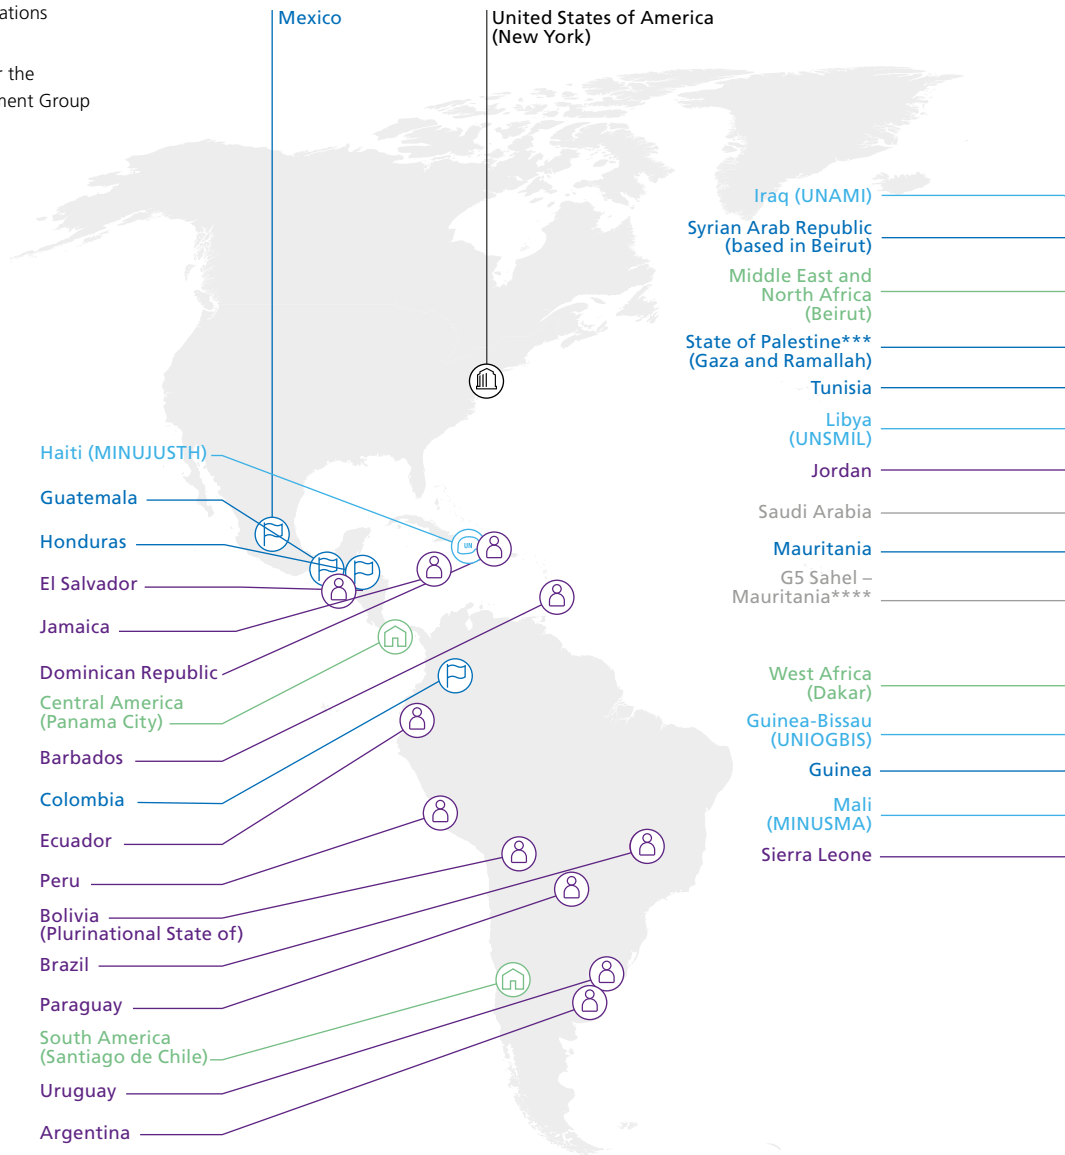 ations
r the
nent Group
Mexico
United States of America
(New York)
Haiti (MINUJUSTH)
Guatemala
Honduras
El Salvador
Jamaica
Dominican Republic
Central America
(Panama City)
Barbados
Colombia
Ecuador
Peru
Bolivia
(Plurinational State of)
Brazil
Paraguay
South America
(Santiago de Chile)
Uruguay
Argentina
UN
Iraq (UNAMI)
Syrian Arab Republic
(based in Beirut)
Middle East and
North Africa
(Beirut)
State of Palestine***
(Gaza and Ramallah)
Tunisia
Libya
(UNSMIL)
Jordan
Saudi Arabia
Mauritania
G5 Sahel –
Mauritania****
West Africa
(Dakar)
Guinea-Bissau
(UNIOGBIS)
Guinea
Mali
(MINUSMA)
Sierra Leone